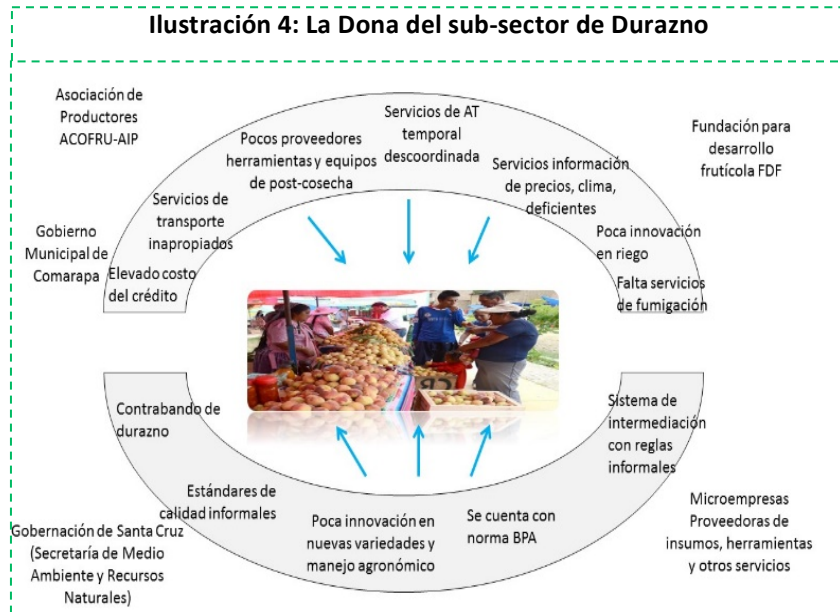 Ilustración 4: La Dona del sub-sector de Durazno
Asociación de
Productores
ACOFRU-AIP
Pocos proveedores
herramientas y equipos
de post-cosecha
Servicios de AT
temporal
descoordinada
Fundación para
desarrollo
frutícola FDF
Servicios información
de precios, clima,
deficientes
Servicios de
transporte
inapropiados
Gobierno
Municipal de
Comarapa
Poca innovación
en riego
Elevado costo
del crédito
Falta servicios
de fumigación
Contrabando de
durazno
Sistema de
intermediación
con reglas
informales
Estándares de
calidad informales
Poca innovación en
nuevas variedades y
manejo agronómico
Se cuenta con
norma BPA
Gobernación de Santa Cruz
(Secretaría de Medio
Ambiente y Recursos
Naturales)
Microempresas
Proveedoras de
insumos, herramientas
y otros servicios